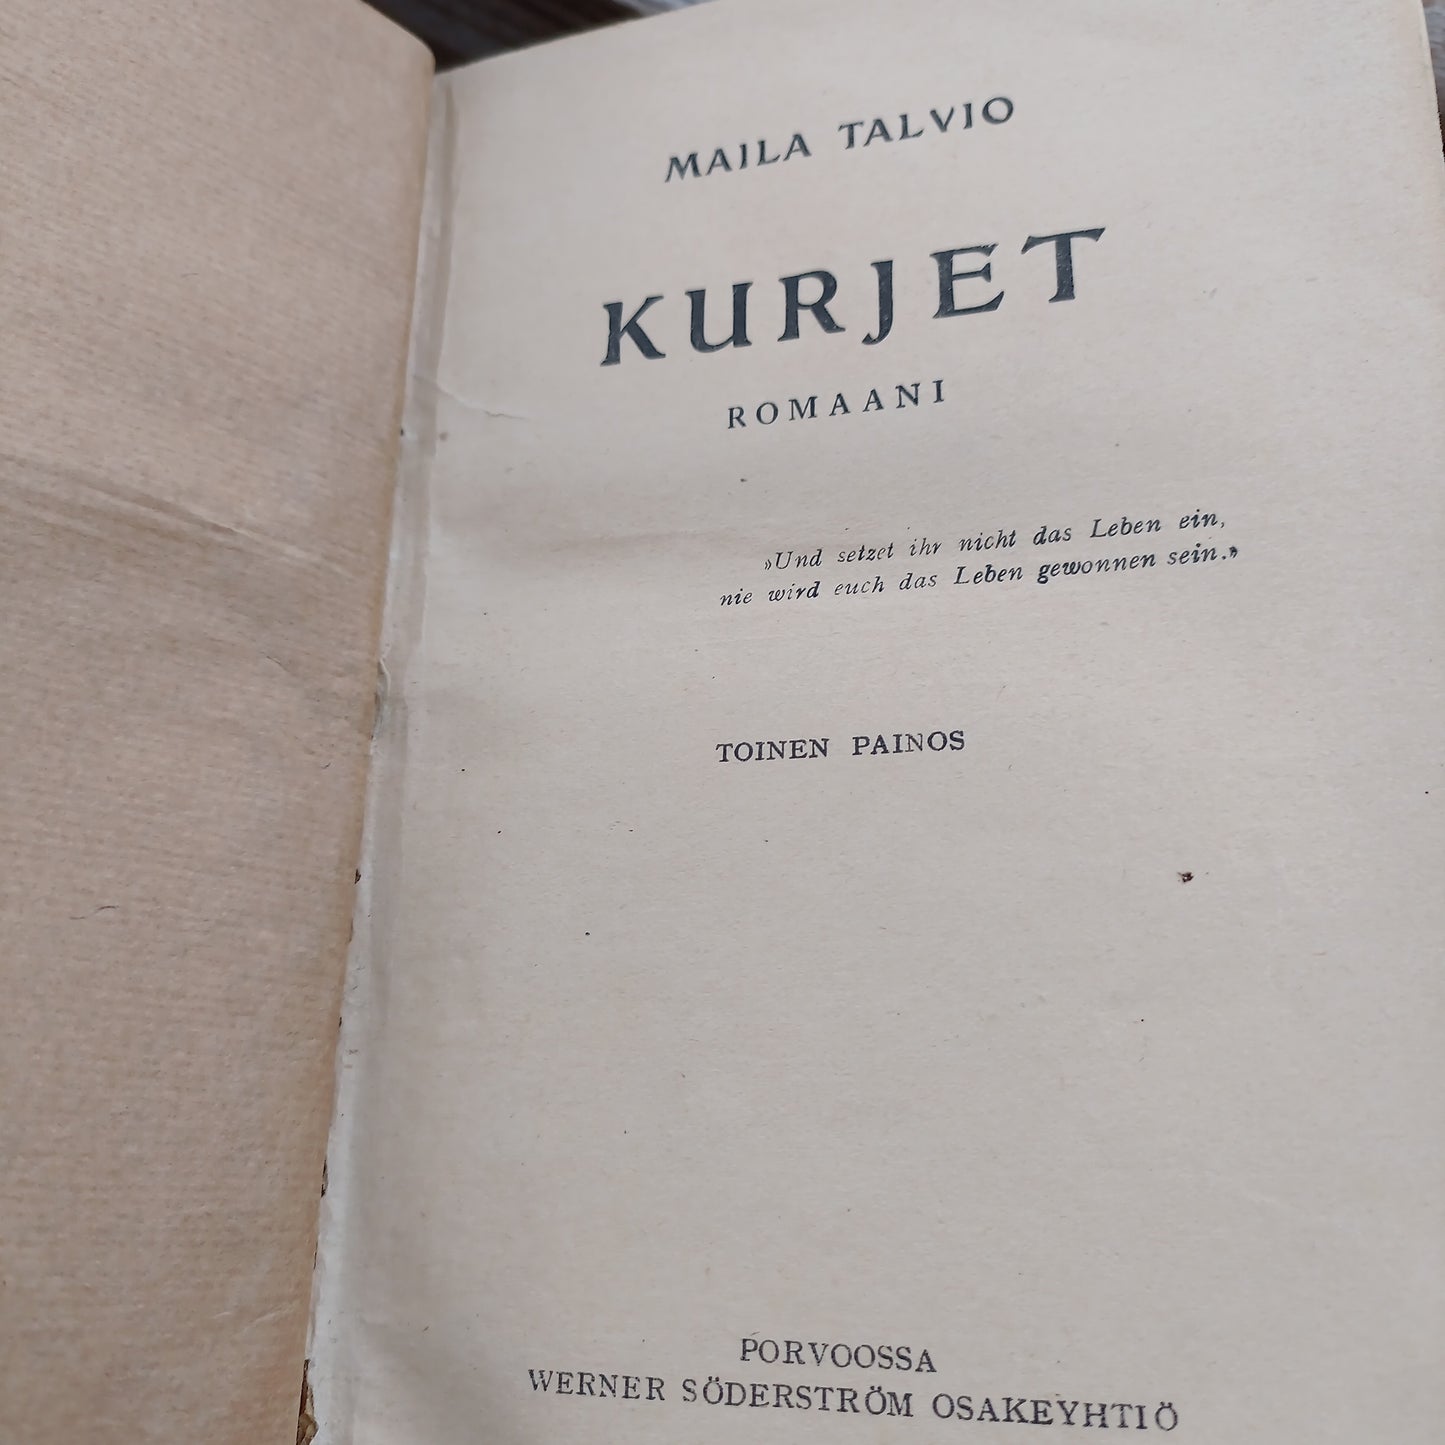 MAILA TALVIO
KURJET
ROMAANI
»Und setzet ihr nicht das Leben ein,
nie wird euch das Leben gewonnen sein.»
TOINEN PAINOS
PORVOOSSA
WERNER SÖDERSTRÖM OSAKEYHTIÖ